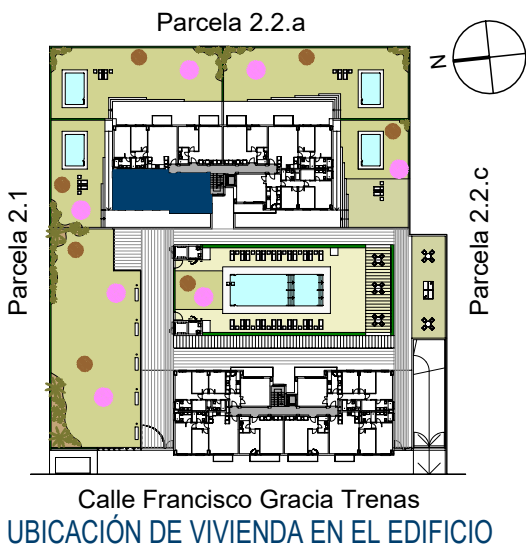 Parcela 2.2.a
N
Parcela 2.1
Parcela 2.2.c
Calle Francisco Gracia Trenas
UBICACIÓN DE VIVIENDA EN EL EDIFICIO